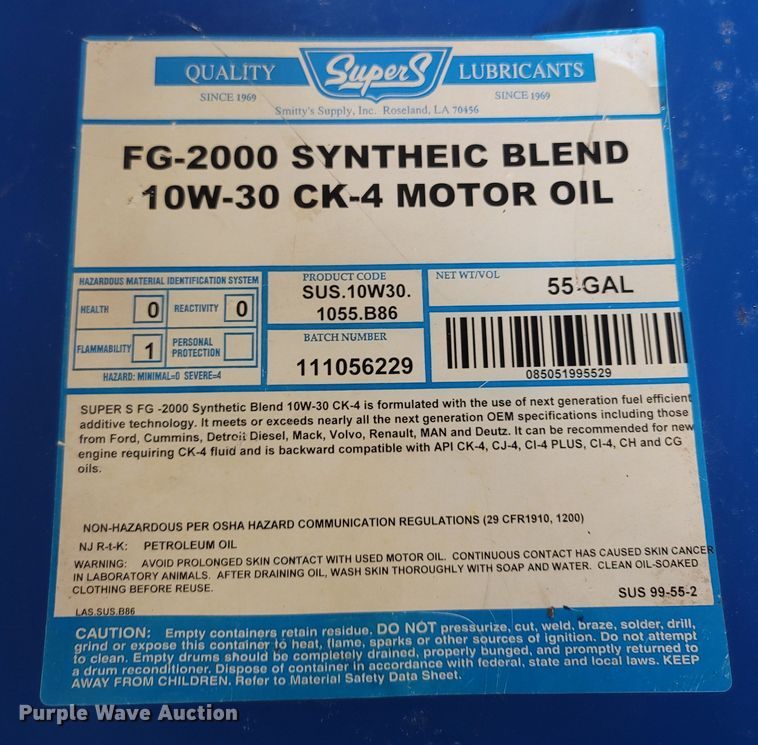 QUALITY SuperS LUBRICANTS
SINCE 1969 SINCE 1969
Smitty's Supply, Inc. Roseland, LA 70456
FG-2000 SYNTHEIC BLEND
10W-30 CK-4 MOTOR OIL
HAZARDOUS MATERIAL IDENTIFICATION SYSTEM
HEALTH 0 REACTIVITY 0
FLAMMABILITY 1 PERSONAL PROTECTION
HAZARD: MINIMAL=0 SEVERE=4
PRODUCT CODE
SUS.10W30.
1055.B86
BATCH NUMBER
111056229
NET WT/VOL
55 GAL
085051995529
SUPER S FG -2000 Synthetic Blend 10W-30 CK-4 is formulated with the use of next generation fuel efficient
additive technology. It meets or exceeds nearly all the next generation OEM specifications including those
from Ford, Cummins, Detroit Diesel, Mack, Volvo, Renault, MAN and Deutz. It can be recommended for new
engine requiring CK-4 fluid and is backward compatible with API CK-4, CJ-4, CI-4 PLUS, CI-4, CH and CG
oils.
NON-HAZARDOUS PER OSHA HAZARD COMMUNICATION REGULATIONS (29 CFR1910, 1200)
NJ R-t-K: PETROLEUM OIL
WARNING: AVOID PROLONGED SKIN CONTACT WITH USED MOTOR OIL. CONTINUOUS CONTACT HAS CAUSED SKIN CANCER
IN LABORATORY ANIMALS. AFTER DRAINING OIL, WASH SKIN THOROUGHLY WITH SOAP AND WATER. CLEAN OIL-SOAKED
CLOTHING BEFORE REUSE.
SUS 99-55-2
LAS.SUS.B86
CAUTION: Empty containers retain residue. DO NOT pressurize, cut, weld, braze, solder, drill,
grind or expose this container to heat, flame, sparks or other sources of ignition. Do not attempt
to clean. Empty drums should be completely drained, properly bunged, and promptly returned to
a drum reconditioner. Dispose of container in accordance with federal, state and local laws. KEEP
AWAY FROM CHILDREN. Refer to Material Safety Data Sheet.
Purple Wave Auction